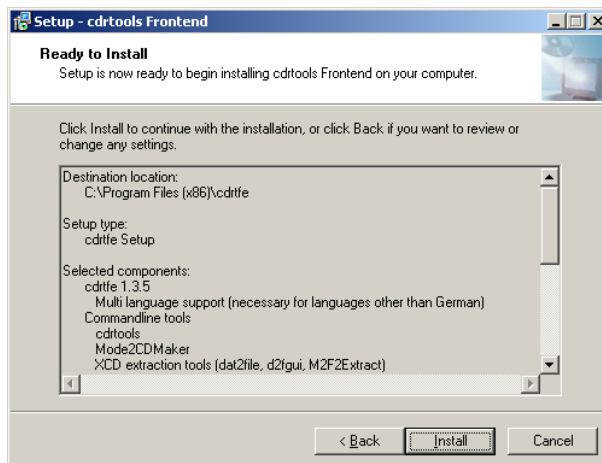 Setup - cdrtools Frontend
Ready to Install
Setup is now ready to begin installing cdrtools Frontend on your computer.
Click Install to continue with the installation, or click Back if you want to review or
change any settings.
Destination location:
C:\Program Files (x86)\cdrtfe
Setup type:
cdrtfe Setup
Selected components:
cdrtfe 1.3.5
Multi language support (necessary for languages other than German)
Commandline tools
cdrtools
Mode2CDMaker
XCD extraction tools (dat2file, d2fgui, M2F2Extract)
< Back
Install
Cancel